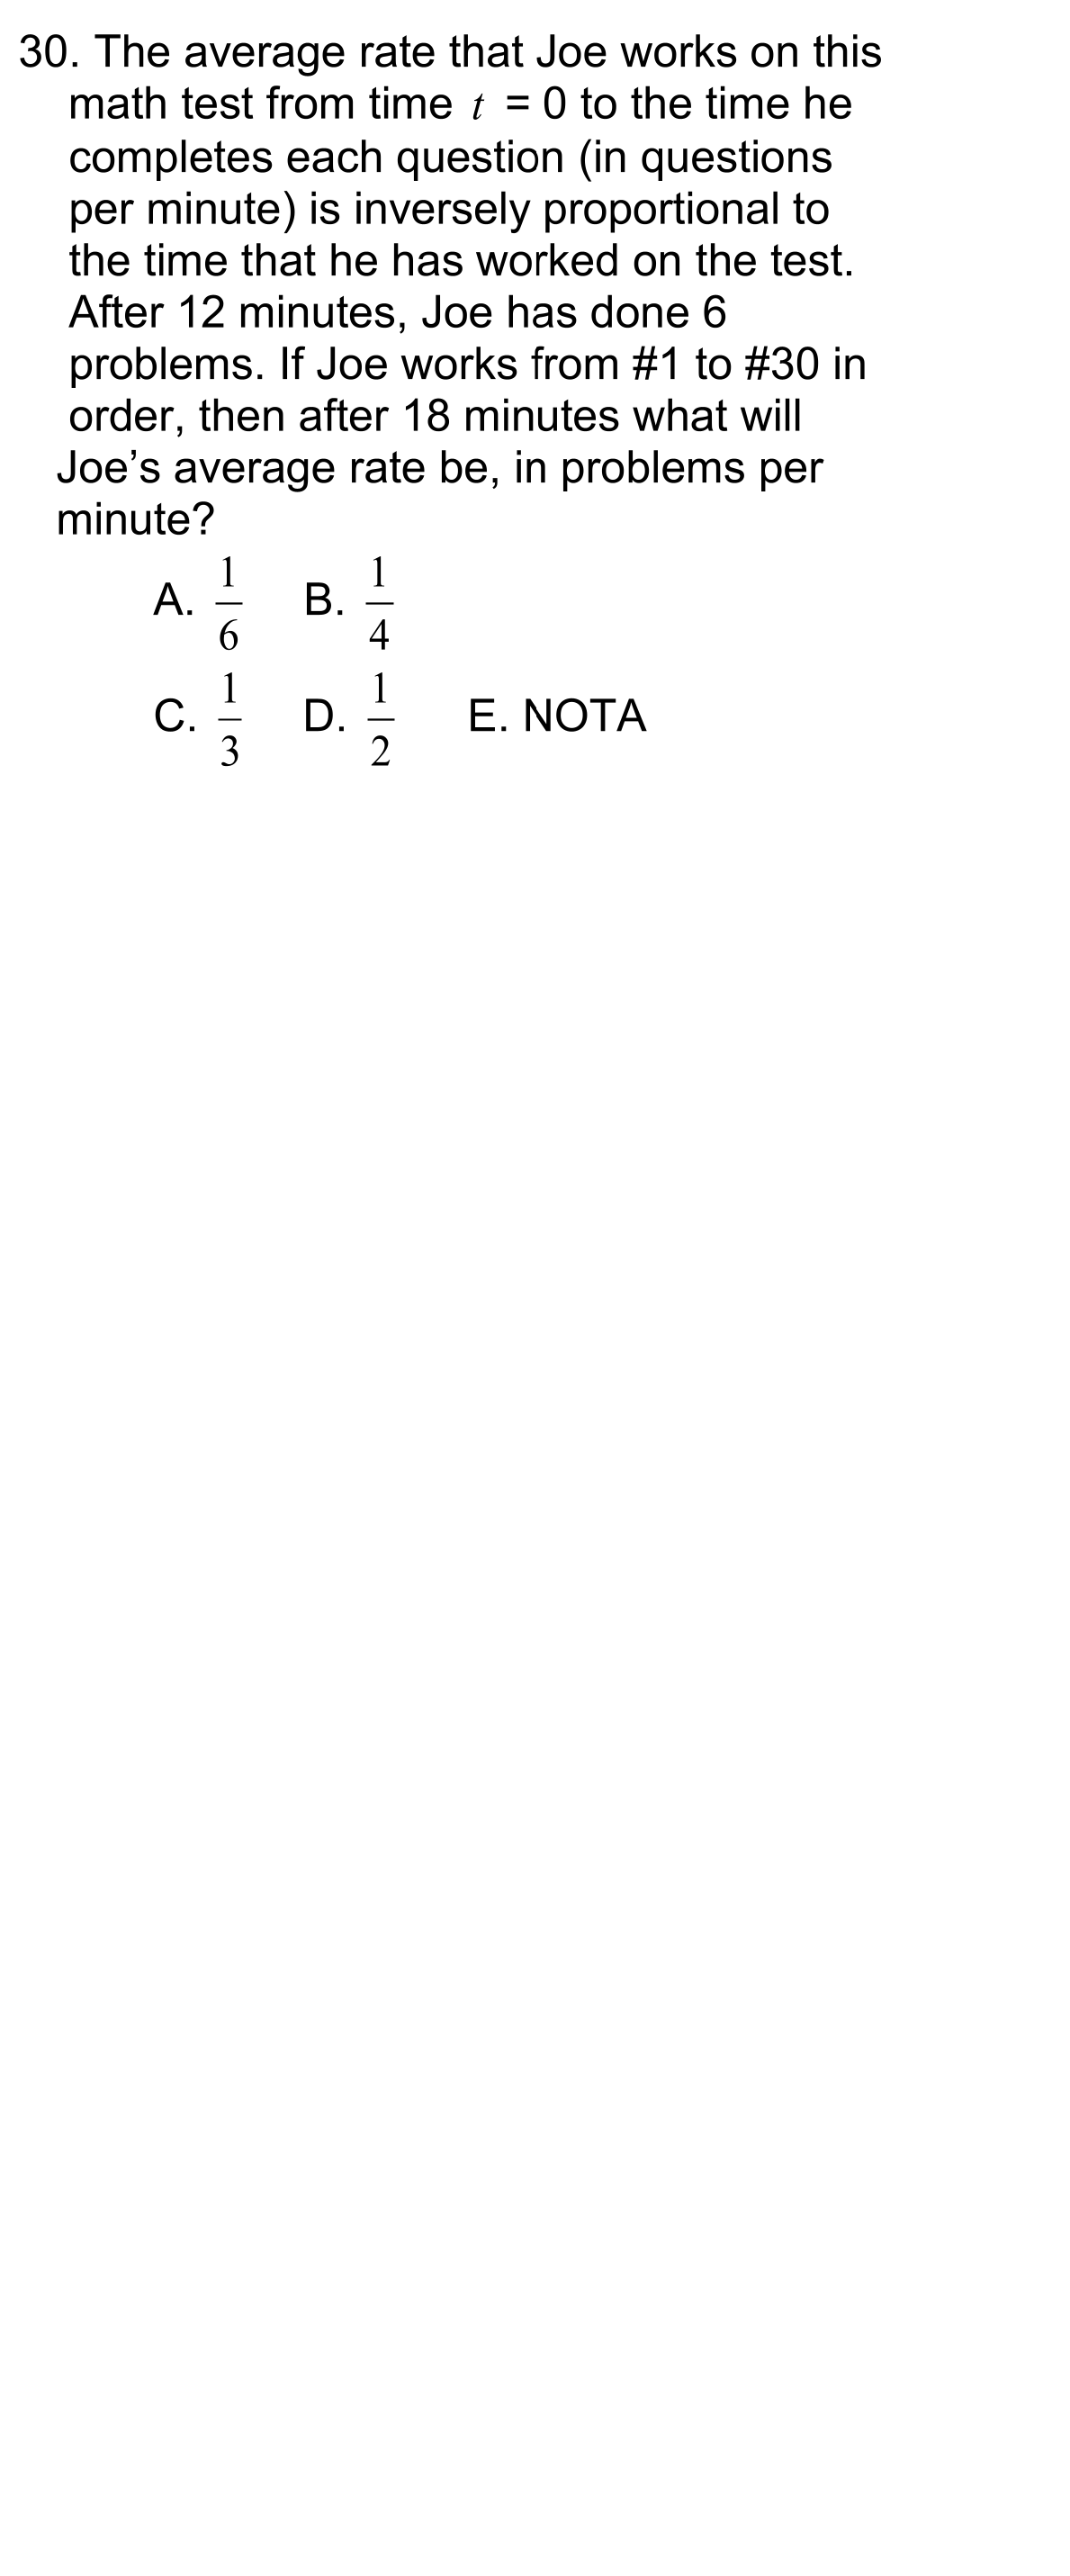 30. The average rate that Joe works on this
math test from time t = 0 to the time he
completes each question (in questions
per minute) is inversely proportional to
the time that he has worked on the test.
After 12 minutes, Joe has done 6
problems. If Joe works from #1 to #30 in
order, then after 18 minutes what will
Joe’s average rate be, in problems per
minute?
A. 1/6 B. 1/4
C. 1/3 D. 1/2 E. NOTA